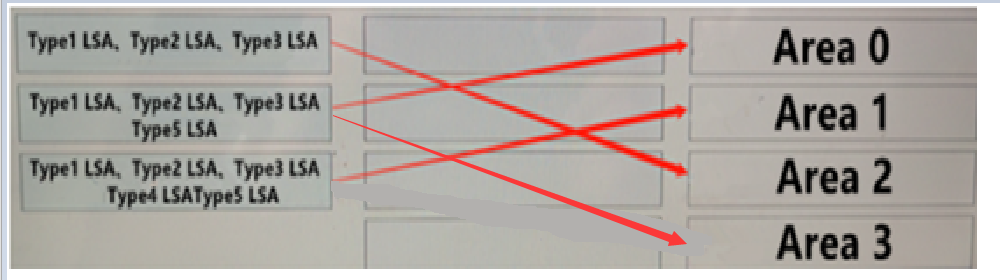 Type1 LSA、Type2 LSA、Type3 LSA
Type1 LSA、Type2 LSA、Type3 LSA
Type5 LSA
Type1 LSA、Type2 LSA、Type3 LSA
Type4 LSAType5 LSA
Area 0
Area 1
Area 2
Area 3